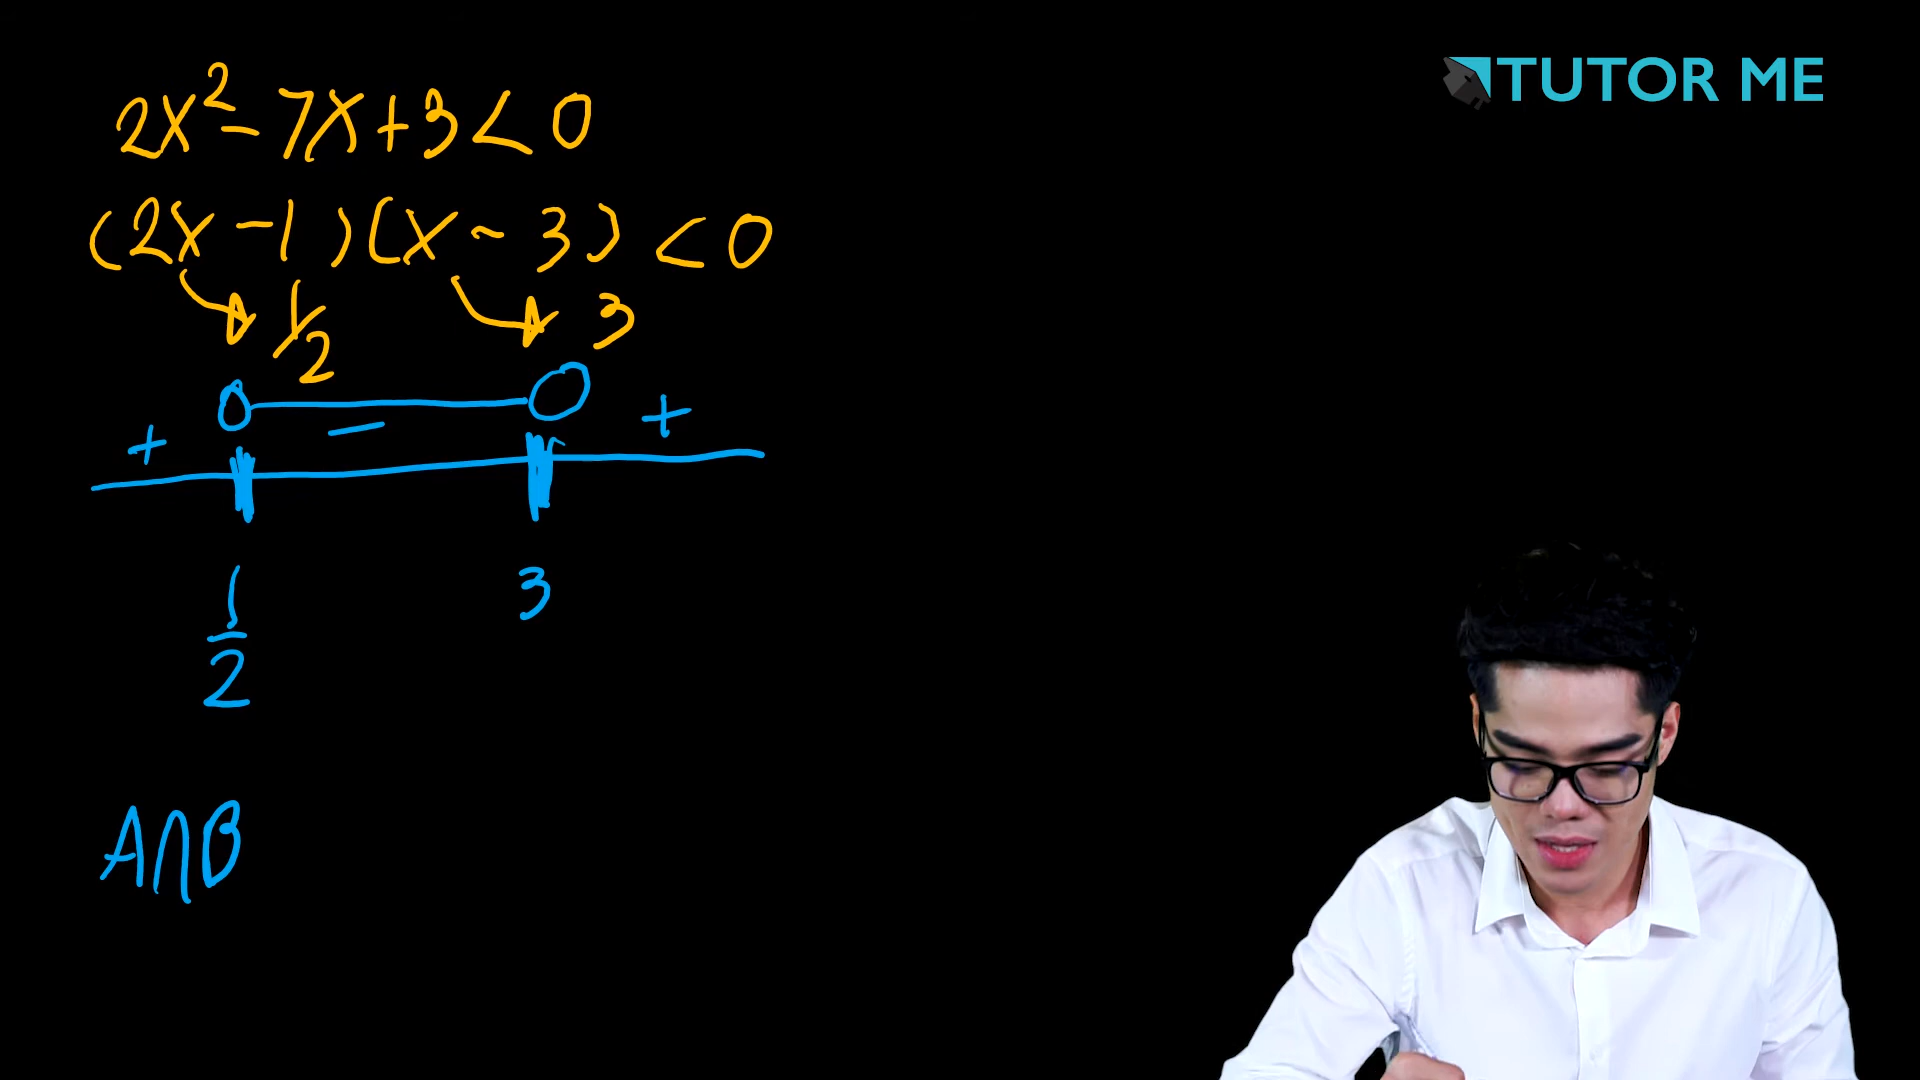 TUTOR ME
2x² - 7x + 3 < 0
(2x - 1)(x - 3) < 0
1/2 3
+ - +
1/2 3
A∩B